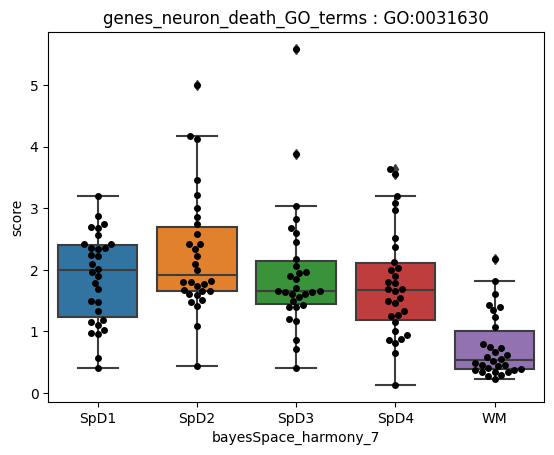 genes_neuron_death_GO_terms : GO:0031630
score
5
4
3
2
1
0
SpD1 SpD2 SpD3 SpD4 WM
bayesSpace_harmony_7